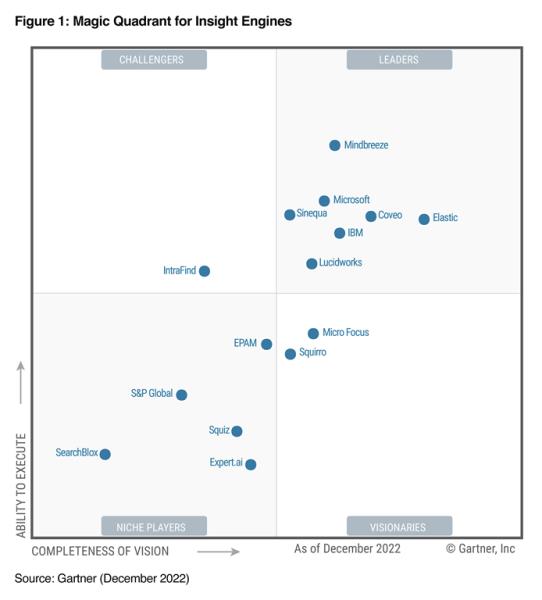 Figure 1: Magic Quadrant for Insight Engines
CHALLENGERS
LEADERS
Mindbreeze
Microsoft
Sinequa
Coveo
Elastic
IBM
Lucidworks
IntraFind
Micro Focus
EPAM
Squirro
S&P Global
Squiz
SearchBlox
Expert.ai
NICHE PLAYERS
VISIONARIES
ABILITY TO EXECUTE
COMPLETENESS OF VISION
As of December 2022
© Gartner, Inc
Source: Gartner (December 2022)